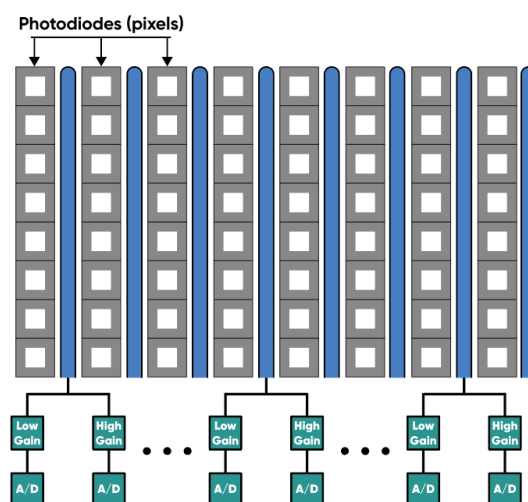 Photodiodes (pixels)
Low Gain
High Gain
Low Gain
High Gain
Low Gain
High Gain
A/D
A/D
A/D
A/D
A/D
A/D